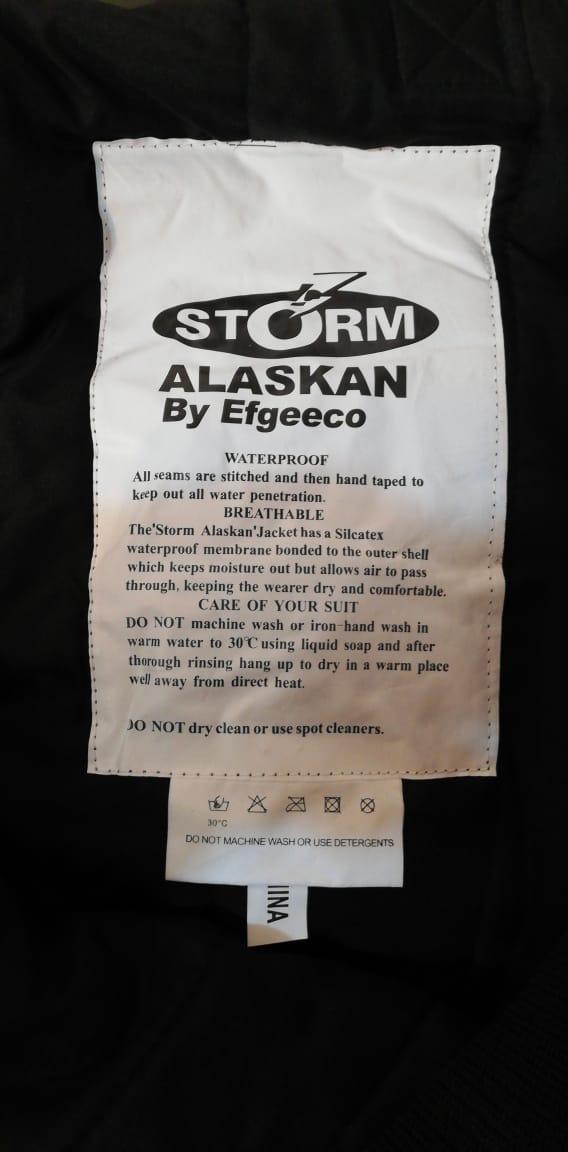 STORM
ALASKAN
By Efgeeco
WATERPROOF
All seams are stitched and then hand taped to
keep out all water penetration.
BREATHABLE
The'Storm Alaskan'Jacket has a Silcatex
waterproof membrane bonded to the outer shell
which keeps moisture out but allows air to pass
through, keeping the wearer dry and comfortable.
CARE OF YOUR SUIT
DO NOT machine wash or iron-hand wash in
warm water to 30℃ using liquid soap and after
thorough rinsing hang up to dry in a warm place
well away from direct heat.
DO NOT dry clean or use spot cleaners.
30°C
DO NOT MACHINE WASH OR USE DETERGENTS
INA